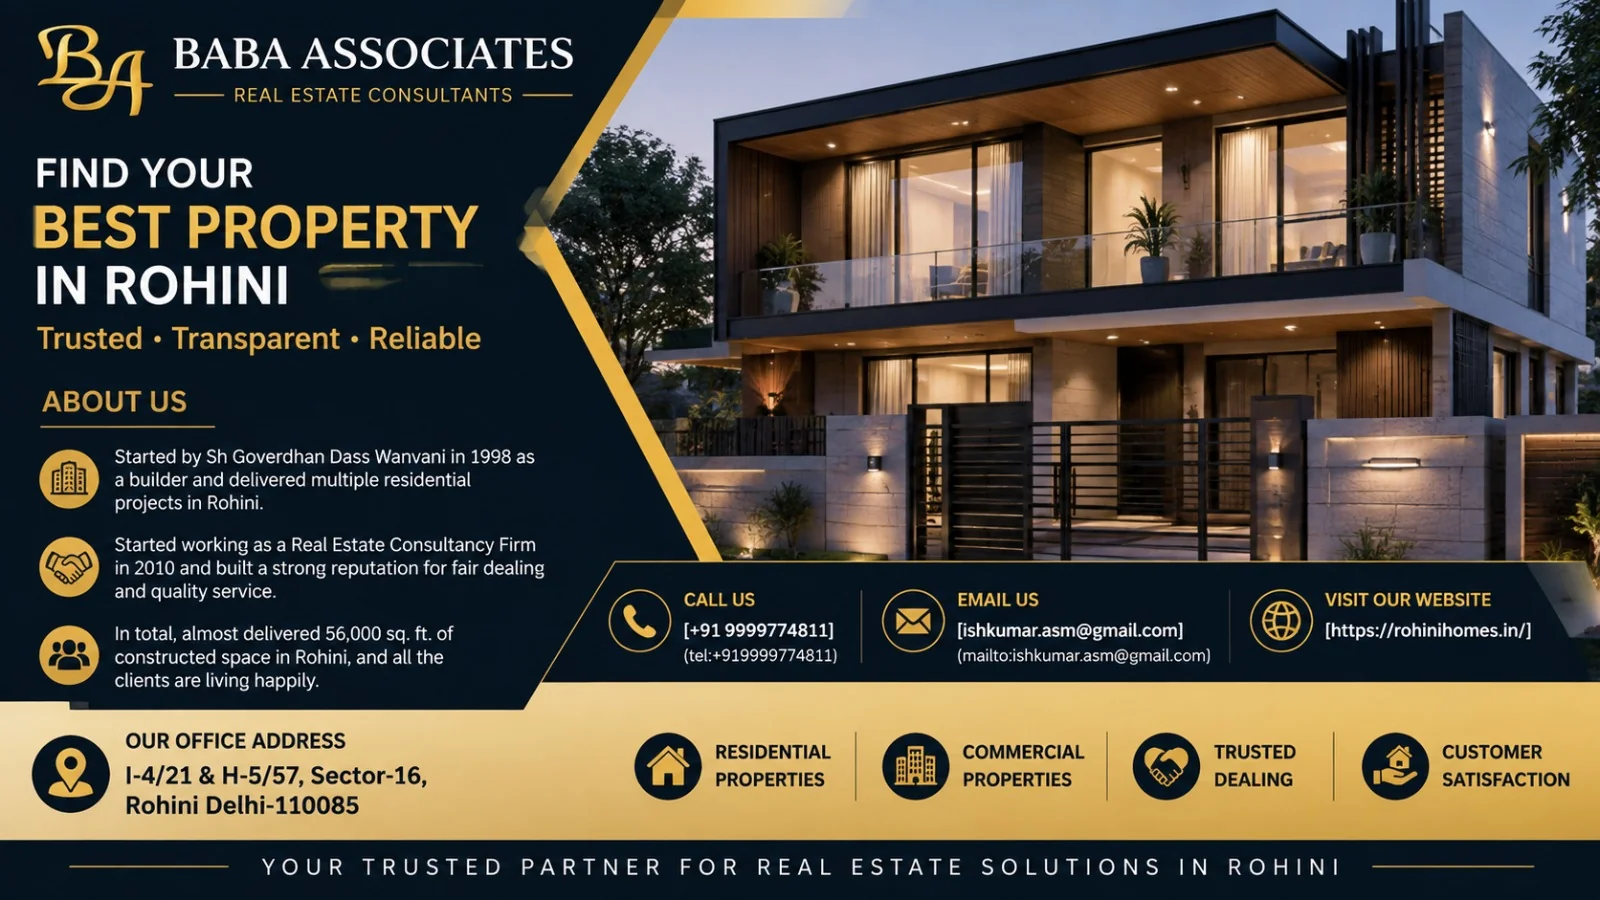 BA
BABA ASSOCIATES
REAL ESTATE CONSULTANTS
FIND YOUR
BEST PROPERTY
IN ROHINI
Trusted • Transparent • Reliable
ABOUT US
Started by Sh Goverdhan Dass Wanvani in 1998 as
a builder and delivered multiple residential
projects in Rohini.
Started working as a Real Estate Consultancy Firm
in 2010 and built a strong reputation for fair dealing
and quality service.
In total, almost delivered 56,000 sq. ft. of
constructed space in Rohini, and all the
clients are living happily.
CALL US
[+91 9999774811]
(tel:+919999774811)
EMAIL US
[ishkumar.asm@gmail.com]
(mailto:ishkumar.asm@gmail.com)
VISIT OUR WEBSITE
[https://rohinihomes.in/]
OUR OFFICE ADDRESS
I-4/21 & H-5/57, Sector-16,
Rohini Delhi-110085
RESIDENTIAL
PROPERTIES
COMMERCIAL
PROPERTIES
TRUSTED
DEALING
CUSTOMER
SATISFACTION
YOUR TRUSTED PARTNER FOR REAL ESTATE SOLUTIONS IN ROHINI